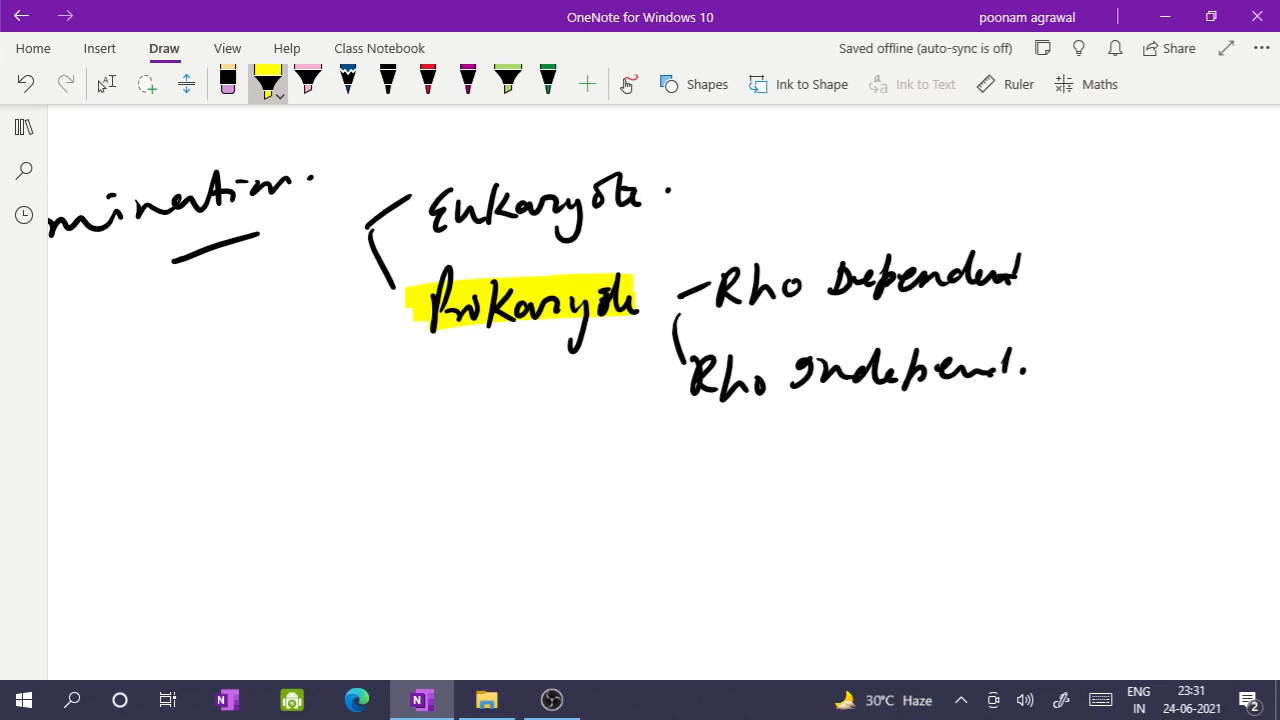 OneNote for Windows 10
poonam agrawal
Home Insert Draw View Help Class Notebook
Saved offline (auto-sync is off) Share
Shapes Ink to Shape Ink to Text Ruler Maths
mination.
Eukaryote.
Prokaryote
Rho Dependent
Rho Independent.
30°C Haze
ENG
IN
23:31
24-06-2021
2